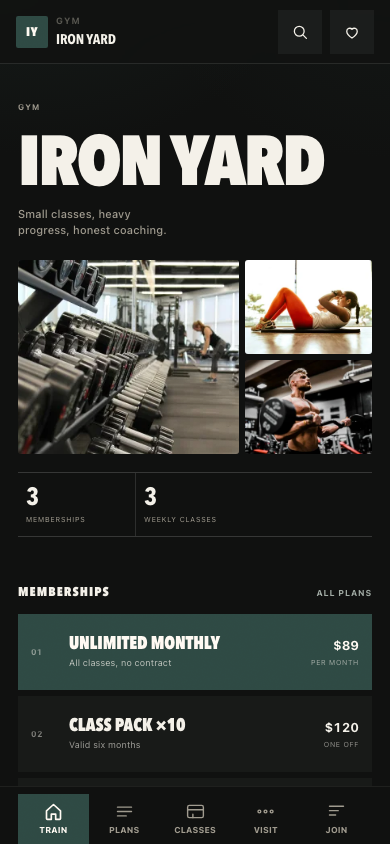 IY
GYM
IRON YARD
GYM
IRON YARD
Small classes, heavy
progress, honest coaching.
3
MEMBERSHIPS
3
WEEKLY CLASSES
MEMBERSHIPS
ALL PLANS
01
UNLIMITED MONTHLY
All classes, no contract
$89
PER MONTH
02
CLASS PACK ×10
Valid six months
$120
ONE OFF
TRAIN
PLANS
CLASSES
VISIT
JOIN